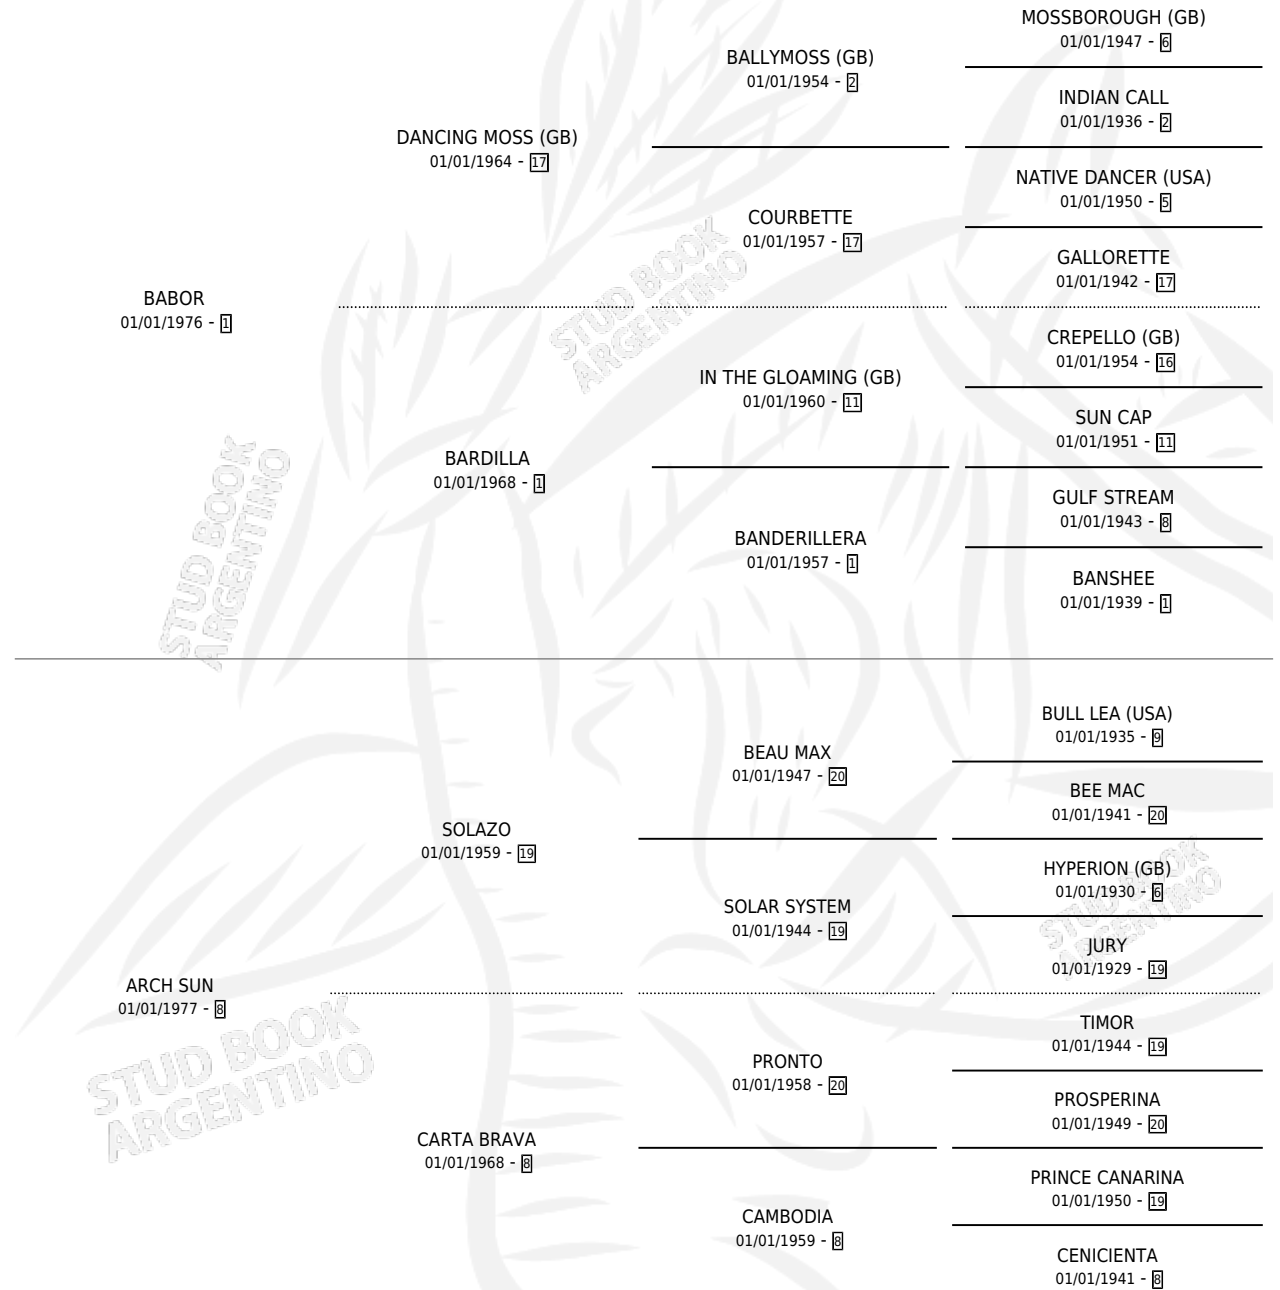 MOSSBOROUGH (GB)
01/01/1947 - 6
BALLYMOSS (GB)
01/01/1954 - 2
INDIAN CALL
01/01/1936 - 2
DANCING MOSS (GB)
01/01/1964 - 17
NATIVE DANCER (USA)
01/01/1950 - 5
COURBETTE
01/01/1957 - 17
GALLORETTE
01/01/1942 - 17
BABOR
01/01/1976 - 1
CREPELLO (GB)
01/01/1954 - 16
IN THE GLOAMING (GB)
01/01/1960 - 11
SUN CAP
01/01/1951 - 11
BARDILLA
01/01/1968 - 1
GULF STREAM
01/01/1943 - 8
BANDERILLERA
01/01/1957 - 1
BANSHEE
01/01/1939 - 1
STUD BOOK
ARGENTINO
STUD BOOK
ARGENTINO
BULL LEA (USA)
01/01/1935 - 9
BEAU MAX
01/01/1947 - 20
BEE MAC
01/01/1941 - 20
SOLAZO
01/01/1959 - 19
HYPERION (GB)
01/01/1930 - 6
SOLAR SYSTEM
01/01/1944 - 19
JURY
01/01/1929 - 19
ARCH SUN
01/01/1977 - 8
TIMOR
01/01/1944 - 19
PRONTO
01/01/1958 - 20
PROSPERINA
01/01/1949 - 20
CARTA BRAVA
01/01/1968 - 8
PRINCE CANARINA
01/01/1950 - 19
CAMBODIA
01/01/1959 - 8
CENICIENTA
01/01/1941 - 8
STUD BOOK
ARGENTINO
STUD BOOK
ARGENTINO